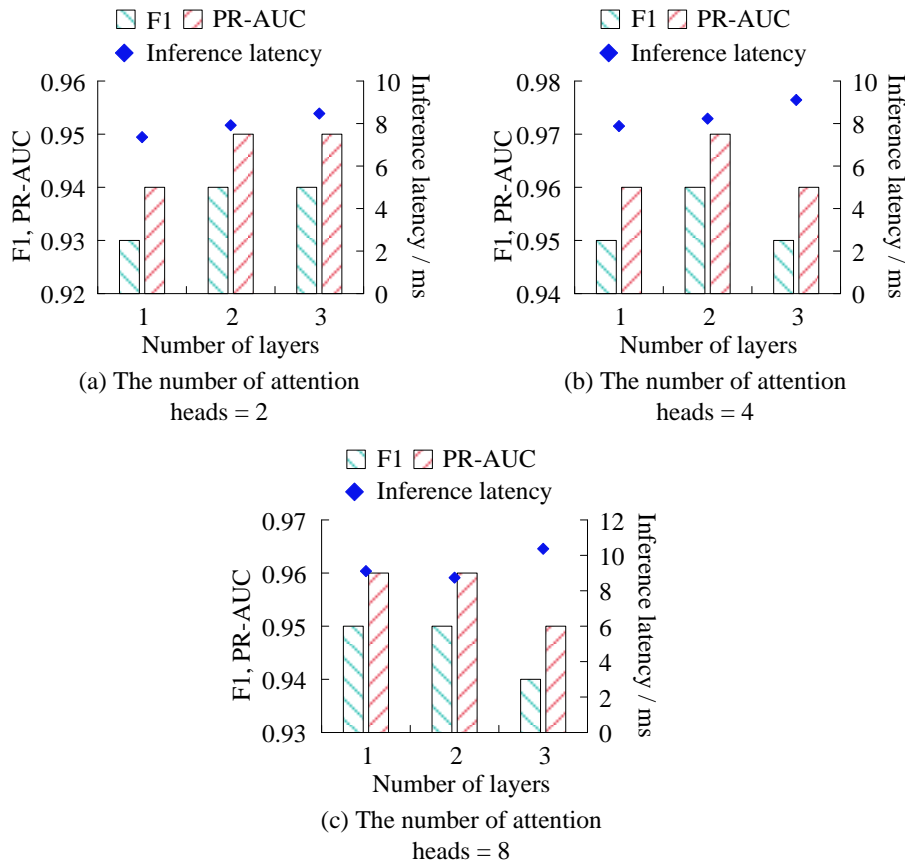 F1 PR-AUC
Inference latency
0.96
0.95
0.94
0.93
0.92
F1, PR-AUC
10
8
6
4
2
0
Inference latency / ms
1 2 3
Number of layers
(a) The number of attention
heads = 2
F1 PR-AUC
Inference latency
0.98
0.97
0.96
0.95
0.94
F1, PR-AUC
10
8
6
4
2
0
Inference latency / ms
1 2 3
Number of layers
(b) The number of attention
heads = 4
F1 PR-AUC
Inference latency
0.97
0.96
0.95
0.94
0.93
F1, PR-AUC
12
10
8
6
4
2
0
Inference latency / ms
1 2 3
Number of layers
(c) The number of attention
heads = 8